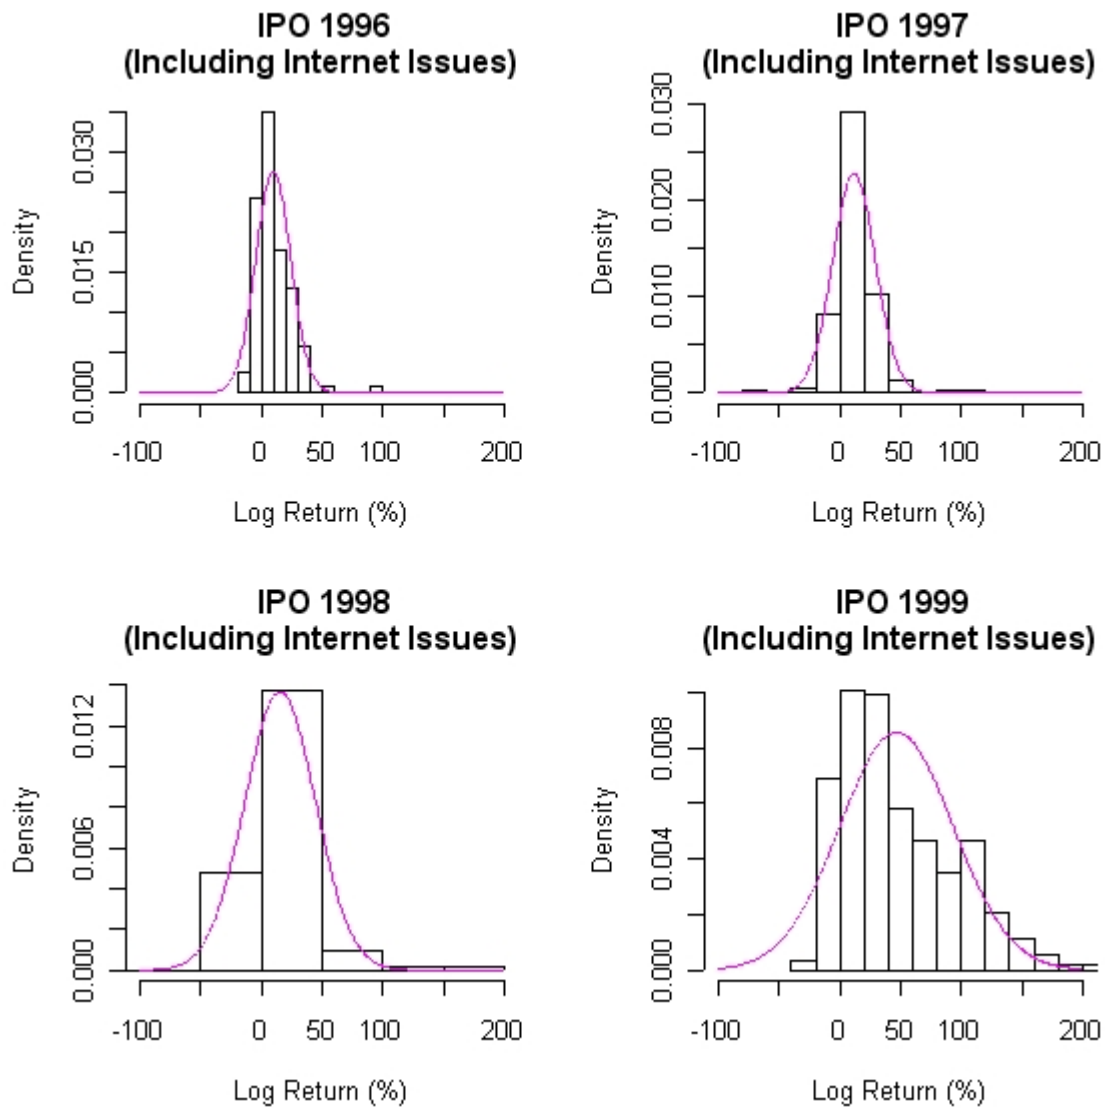 IPO 1996
(Including Internet Issues)
Density
0.000
0.015
0.030
-100
0
50
100
200
Log Return (%)
IPO 1997
(Including Internet Issues)
Density
0.000
0.010
0.020
0.030
-100
0
50
100
200
Log Return (%)
IPO 1998
(Including Internet Issues)
Density
0.000
0.006
0.012
-100
0
50
100
200
Log Return (%)
IPO 1999
(Including Internet Issues)
Density
0.000
0.004
0.008
-100
0
50
100
200
Log Return (%)